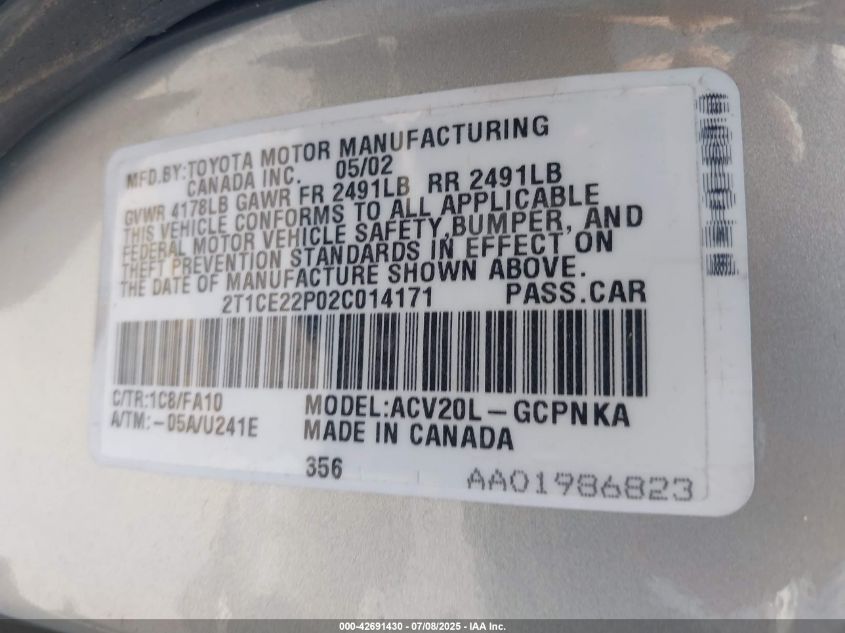 MFD.BY:TOYOTA MOTOR MANUFACTURING
CANADA INC. 05/02
GVWR 4178LB GAWR FR 2491LB RR 2491LB
THIS VEHICLE CONFORMS TO ALL APPLICABLE
FEDERAL MOTOR VEHICLE SAFETY,BUMPER, AND
THEFT PREVENTION STANDARDS IN EFFECT ON
THE DATE OF MANUFACTURE SHOWN ABOVE.
2T1CE22P02C014171 PASS.CAR
C/TR:1C8/FA10 MODEL:ACV20L-GCPNKA
A/TM:-05A/U241E MADE IN CANADA
356 AA01986823
000-42691430 - 07/08/2025 - IAA Inc.